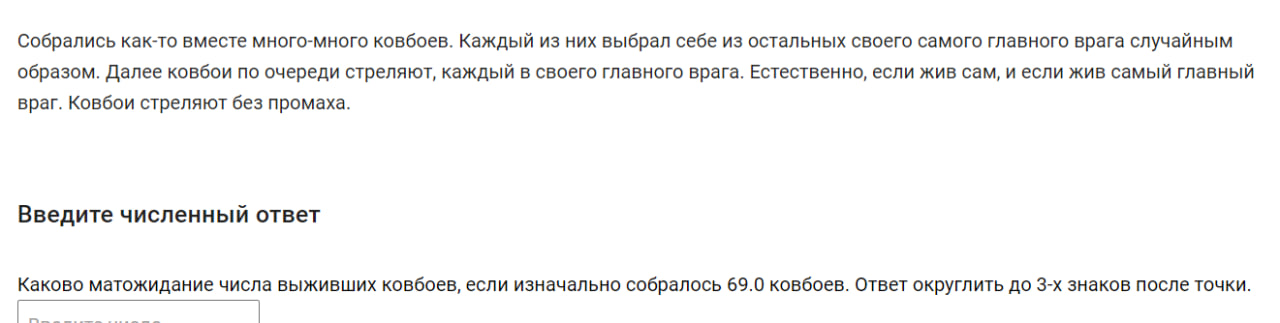 Собрались как-то вместе много-много ковбоев. Каждый из них выбрал себе из остальных своего самого главного врага случайным
образом. Далее ковбои по очереди стреляют, каждый в своего главного врага. Естественно, если жив сам, и если жив самый главный
враг. Ковбои стреляют без промаха.
Введите численный ответ
Каково матожидание числа выживших ковбоев, если изначально собралось 69.0 ковбоев. Ответ округлить до 3-х знаков после точки.